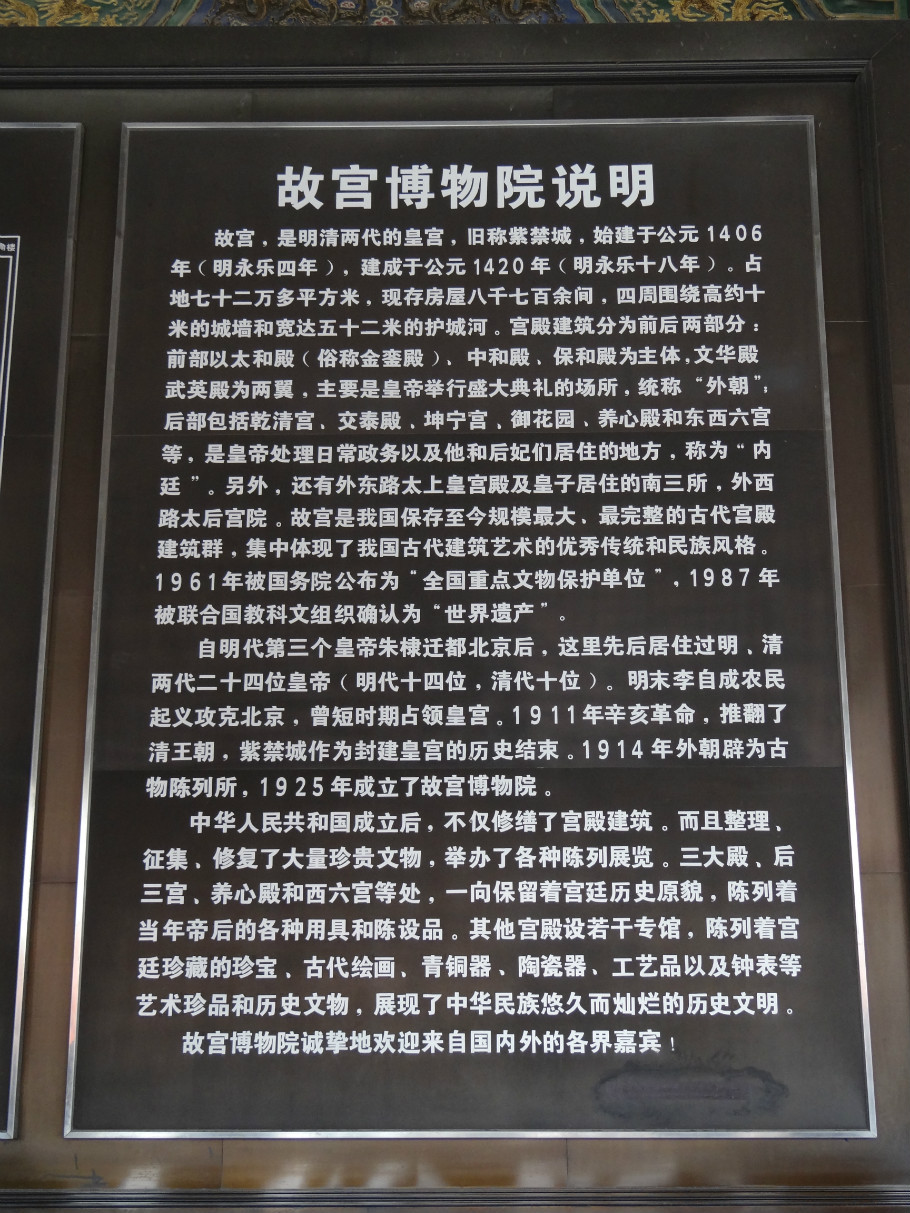 故宫博物院说明
故宫，是明清两代的皇宫，旧称紫禁城，始建于公元1406
年（明永乐四年），建成于公元1420年（明永乐十八年）。占
地七十二万多平方米，现存房屋八千七百余间，四周围绕高约十
米的城墙和宽达五十二米的护城河。宫殿建筑分为前后两部分：
前部以太和殿（俗称金銮殿）、中和殿、保和殿为主体，文华殿
武英殿为两翼，主要是皇帝举行盛大典礼的场所，统称“外朝”；
后部包括乾清宫、交泰殿、坤宁宫、御花园、养心殿和东西六宫
等，是皇帝处理日常政务以及他和后妃们居住的地方，称为“内
廷”。另外，还有外东路太上皇宫殿及皇子居住的南三所，外西
路太后宫院。故宫是我国保存至今规模最大、最完整的古代宫殿
建筑群，集中体现了我国古代建筑艺术的优秀传统和民族风格。
1961年被国务院公布为“全国重点文物保护单位”，1987年
被联合国教科文组织确认为“世界遗产”。
自明代第三个皇帝朱棣迁都北京后，这里先后居住过明、清
两代二十四位皇帝（明代十四位，清代十位）。明末李自成农民
起义攻克北京，曾短时期占领皇宫。1911年辛亥革命，推翻了
清王朝，紫禁城作为封建皇宫的历史结束。1914年外朝辟为古
物陈列所，1925年成立了故宫博物院。
中华人民共和国成立后，不仅修缮了宫殿建筑。而且整理、
征集、修复了大量珍贵文物，举办了各种陈列展览。三大殿、后
三宫、养心殿和西六宫等处，一向保留着宫廷历史原貌，陈列着
当年帝后的各种用具和陈设品。其他宫殿设若干专馆，陈列着宫
廷珍藏的珍宝、古代绘画、青铜器、陶瓷器、工艺品以及钟表等
艺术珍品和历史文物，展现了中华民族悠久而灿烂的历史文明。
故宫博物院诚挚地欢迎来自国内外的各界嘉宾！
角楼